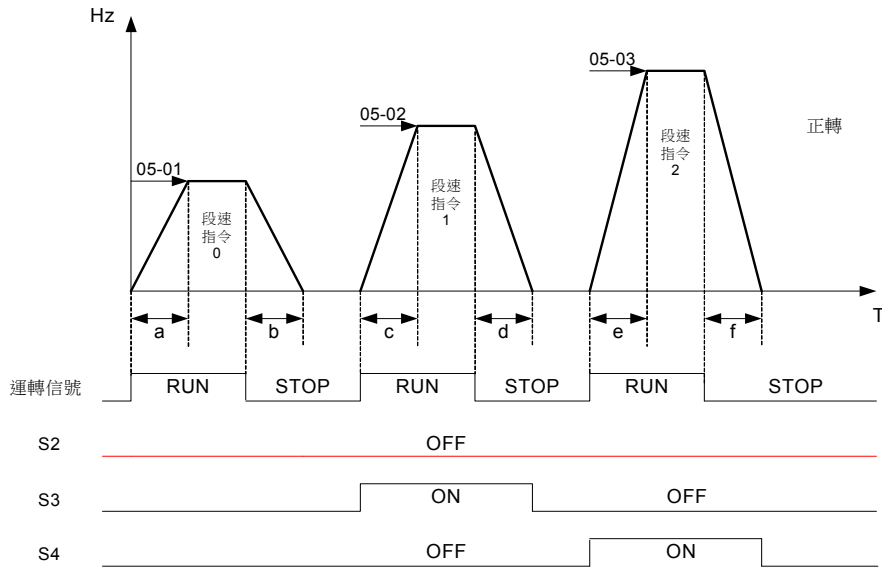 Hz
05-03
05-02
正轉
05-01
段速
指令
2
段速
指令
1
段速
指令
0
T
a
b
c
d
e
f
運轉信號
RUN
STOP
RUN
STOP
RUN
STOP
S2
OFF
S3
ON
OFF
S4
OFF
ON